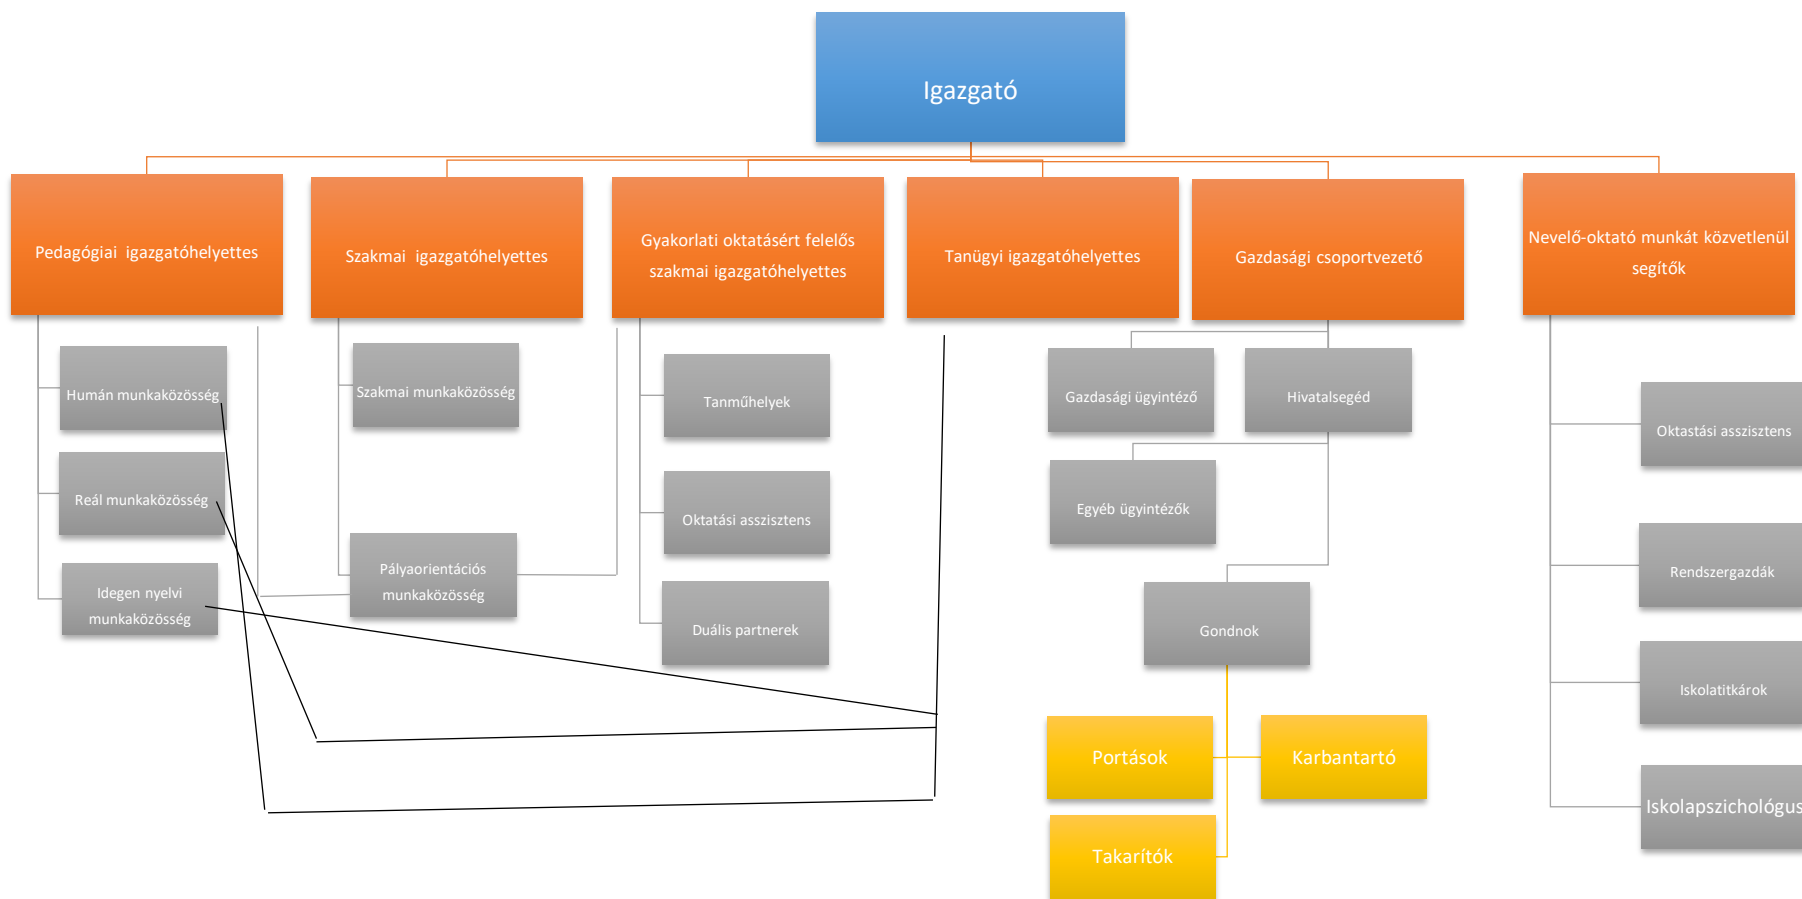 Igazgató
Pedagógiai igazgatóhelyettes
Szakmai igazgatóhelyettes
Gyakorlati oktatásért felelős
szakmai igazgatóhelyettes
Tanügyi igazgatóhelyettes
Gazdasági csoportvezető
Nevelő-oktató munkát közvetlenül
segítők
Humán munkaközösség
Reál munkaközösség
Idegen nyelvi
munkaközösség
Szakmai munkaközösség
Pályaorientációs
munkaközösség
Tanműhelyek
Oktatási asszisztens
Duális partnerek
Gazdasági ügyintéző
Hivatalsegéd
Egyéb ügyintézők
Gondnok
Portások
Karbantartó
Takarítók
Oktastási asszisztens
Rendszergazdák
Iskolatitkárok
Iskolapszichológus